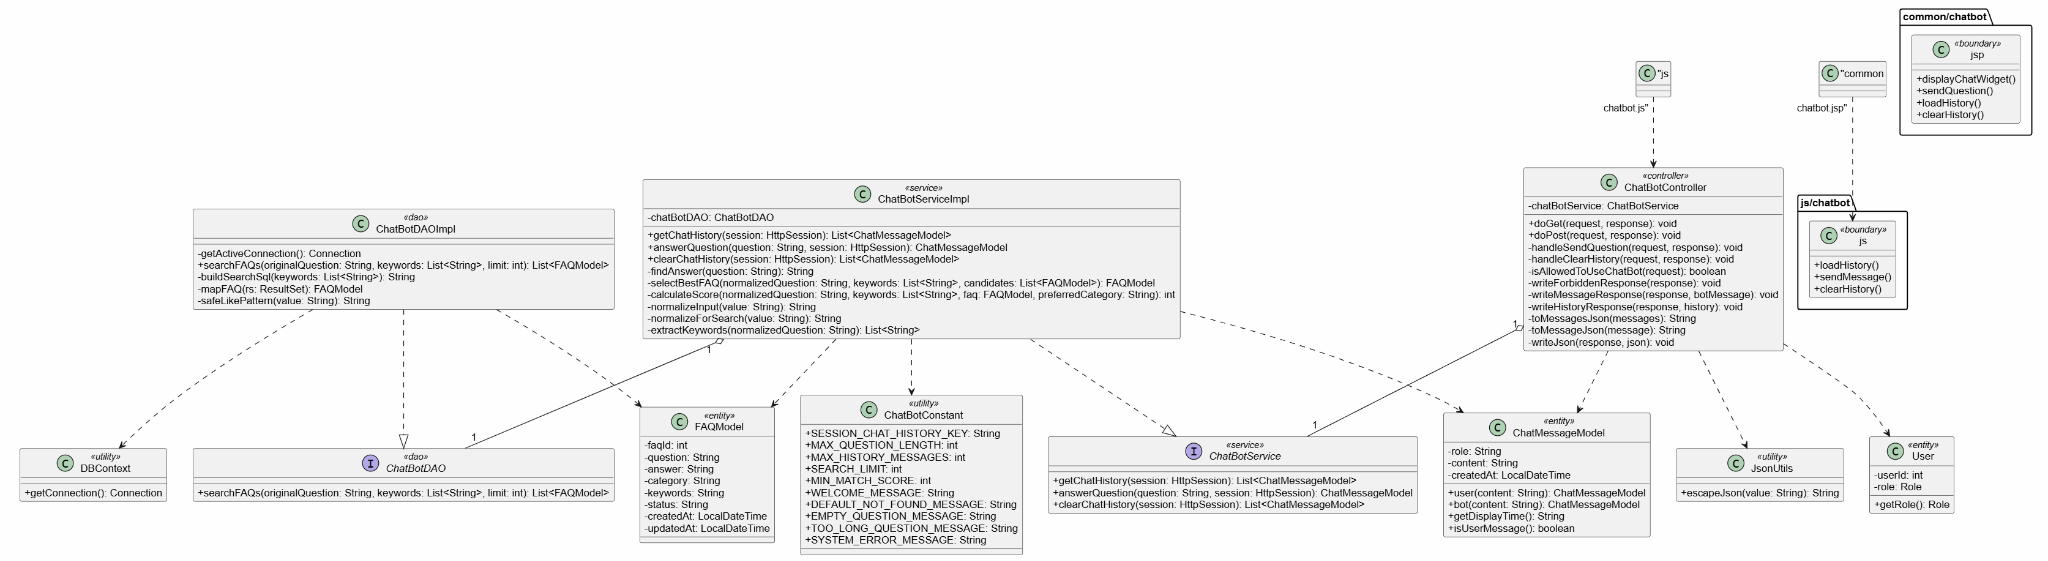 common/chatbot
C «boundary»
jsp
+displayChatWidget()
+sendQuestion()
+loadHistory()
+clearHistory()
C "js
chatbot.js"
C "common
chatbot.jsp"
js/chatbot
C «boundary»
js
+loadHistory()
+sendMessage()
+clearHistory()
C «controller»
ChatBotController
-chatBotService: ChatBotService
+doGet(request, response): void
+doPost(request, response): void
-handleSendQuestion(request, response): void
-handleClearHistory(request, response): void
-isAllowedToUseChatBot(request): boolean
-writeForbiddenResponse(response): void
-writeMessageResponse(response, botMessage): void
-writeHistoryResponse(response, history): void
-toMessagesJson(messages): String
-toMessageJson(message): String
-writeJson(response, json): void
1
1
C «service»
ChatBotServiceImpl
-chatBotDAO: ChatBotDAO
+getChatHistory(session: HttpSession): List<ChatMessageModel>
+answerQuestion(question: String, session: HttpSession): ChatMessageModel
+clearChatHistory(session: HttpSession): List<ChatMessageModel>
-findAnswer(question: String): String
-selectBestFAQ(normalizedQuestion: String, keywords: List<String>, candidates: List<FAQModel>): FAQModel
-calculateScore(normalizedQuestion: String, keywords: List<String>, faq: FAQModel, preferredCategory: String): int
-normalizeInput(value: String): String
-normalizeForSearch(value: String): String
-extractKeywords(normalizedQuestion: String): List<String>
1
1
C «dao»
ChatBotDAOImpl
-getActiveConnection(): Connection
+searchFAQs(originalQuestion: String, keywords: List<String>, limit: int): List<FAQModel>
-buildSearchSql(keywords: List<String>): String
-mapFAQ(rs: ResultSet): FAQModel
-safeLikePattern(value: String): String
C «utility»
DBContext
+getConnection(): Connection
I «dao»
ChatBotDAO
+searchFAQs(originalQuestion: String, keywords: List<String>, limit: int): List<FAQModel>
C «entity»
FAQModel
-faqId: int
-question: String
-answer: String
-category: String
-keywords: String
-status: String
-createdAt: LocalDateTime
-updatedAt: LocalDateTime
C «utility»
ChatBotConstant
+SESSION_CHAT_HISTORY_KEY: String
+MAX_QUESTION_LENGTH: int
+MAX_HISTORY_MESSAGES: int
+SEARCH_LIMIT: int
+MIN_MATCH_SCORE: int
+WELCOME_MESSAGE: String
+DEFAULT_NOT_FOUND_MESSAGE: String
+EMPTY_QUESTION_MESSAGE: String
+TOO_LONG_QUESTION_MESSAGE: String
+SYSTEM_ERROR_MESSAGE: String
I «service»
ChatBotService
+getChatHistory(session: HttpSession): List<ChatMessageModel>
+answerQuestion(question: String, session: HttpSession): ChatMessageModel
+clearChatHistory(session: HttpSession): List<ChatMessageModel>
C «entity»
ChatMessageModel
-role: String
-content: String
-createdAt: LocalDateTime
+user(content: String): ChatMessageModel
+bot(content: String): ChatMessageModel
+getDisplayTime(): String
+isUserMessage(): boolean
C «utility»
JsonUtils
+escapeJson(value: String): String
C «entity»
User
-userId: int
-role: Role
+getRole(): Role